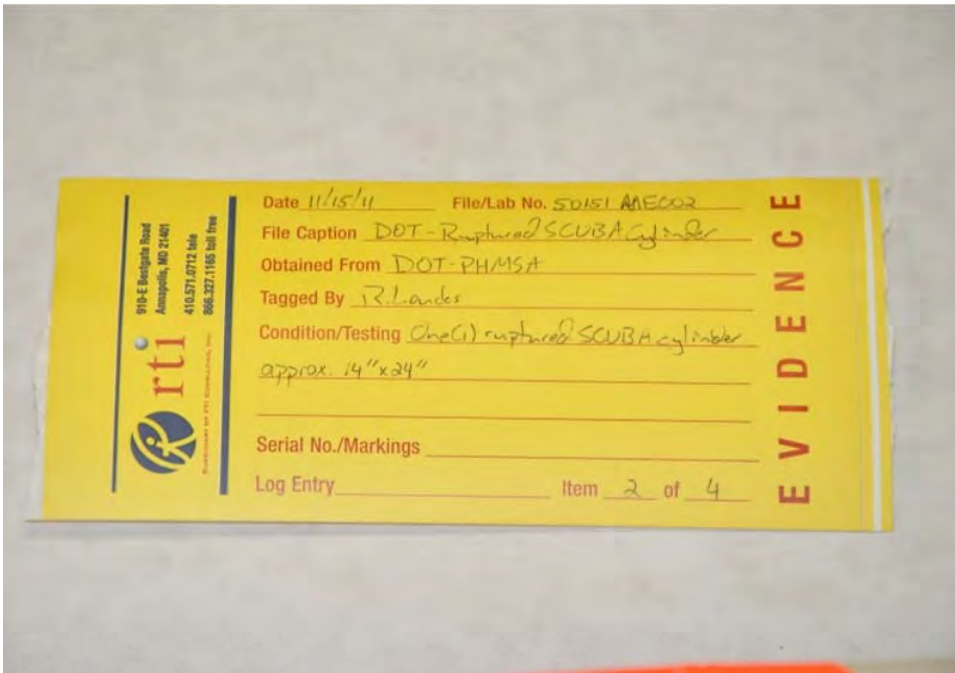 910-E Bestgate Road
Annapolis, MD 21401
410.571.0712 tele
866.327.1165 toll free
rti
Date 11/15/11 File/Lab No. 50151 AAE002
File Caption DOT-Ruptured SCUBA Cylinder
Obtained From DOT-PHMSA
Tagged By R. Landes
Condition/Testing One(1) ruptured SCUBA cylinder
approx. 14"x24"
Serial No./Markings
Log Entry Item 2 of 4
EVIDENCE